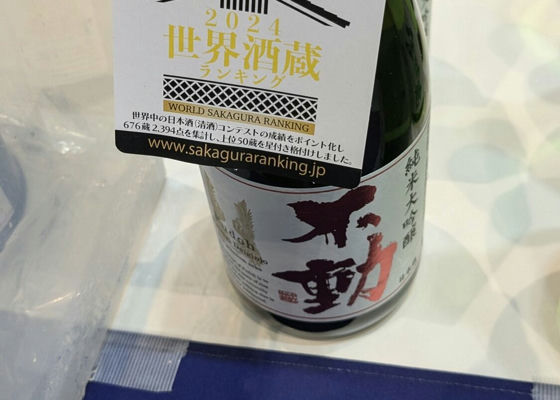 2024
世界酒蔵
ランキング
WORLD SAKAGURA RANKING
世界中の日本酒(清酒)コンテストの成績をポイント化し
676蔵2,394点を集計し、上位50蔵を星付き格付けしました。
www.sakaguraranking.jp
純米大吟醸
不動